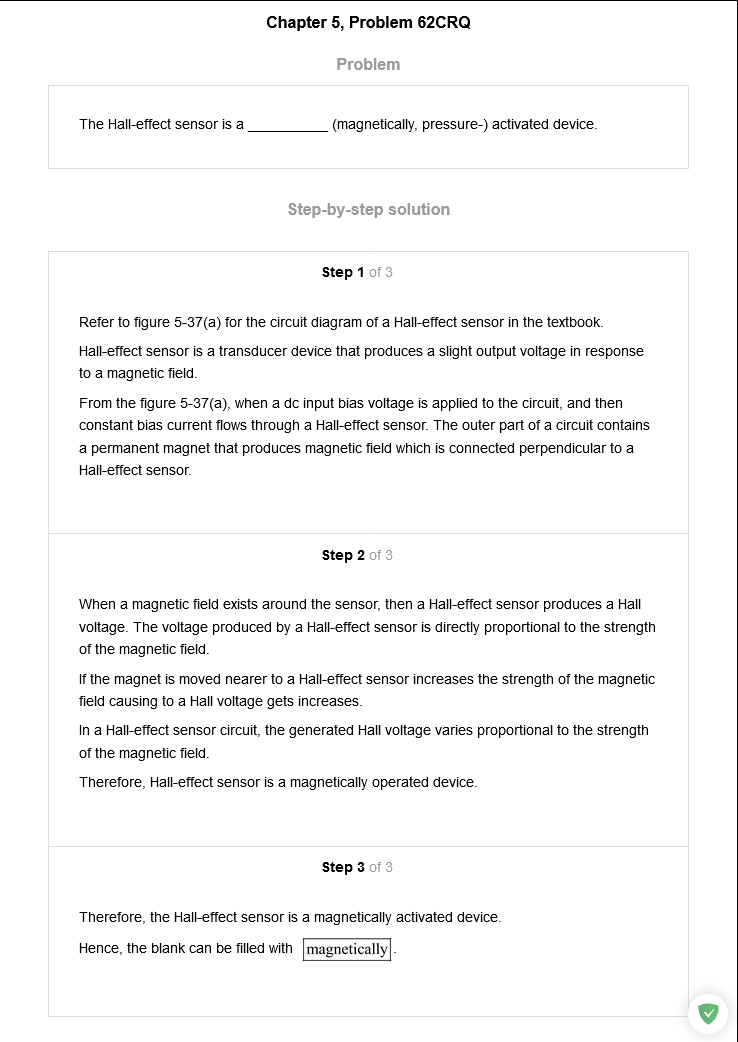 Chapter 5, Problem 62CRQ
Problem
The Hall-effect sensor is a __________ (magnetically, pressure-) activated device.
Step-by-step solution
Step 1 of 3
Refer to figure 5-37(a) for the circuit diagram of a Hall-effect sensor in the textbook.
Hall-effect sensor is a transducer device that produces a slight output voltage in response
to a magnetic field.
From the figure 5-37(a), when a dc input bias voltage is applied to the circuit, and then
constant bias current flows through a Hall-effect sensor. The outer part of a circuit contains
a permanent magnet that produces magnetic field which is connected perpendicular to a
Hall-effect sensor.
Step 2 of 3
When a magnetic field exists around the sensor, then a Hall-effect sensor produces a Hall
voltage. The voltage produced by a Hall-effect sensor is directly proportional to the strength
of the magnetic field.
If the magnet is moved nearer to a Hall-effect sensor increases the strength of the magnetic
field causing to a Hall voltage gets increases.
In a Hall-effect sensor circuit, the generated Hall voltage varies proportional to the strength
of the magnetic field.
Therefore, Hall-effect sensor is a magnetically operated device.
Step 3 of 3
Therefore, the Hall-effect sensor is a magnetically activated device.
Hence, the blank can be filled with magnetically.